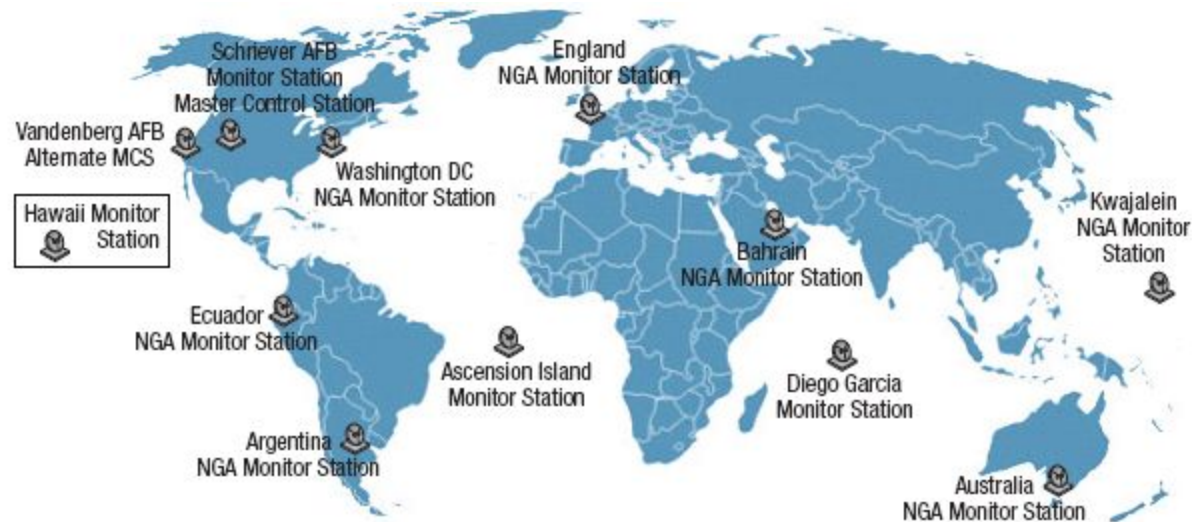 Schriever AFB
Monitor Station
Master Control Station
England
NGA Monitor Station
Vandenberg AFB
Alternate MCS
Washington DC
NGA Monitor Station
Hawaii Monitor
Station
Kwajalein
NGA Monitor
Station
Bahrain
NGA Monitor Station
Ecuador
NGA Monitor Station
Ascension Island
Monitor Station
Diego Garcia
Monitor Station
Argentina
NGA Monitor Station
Australia
NGA Monitor Station